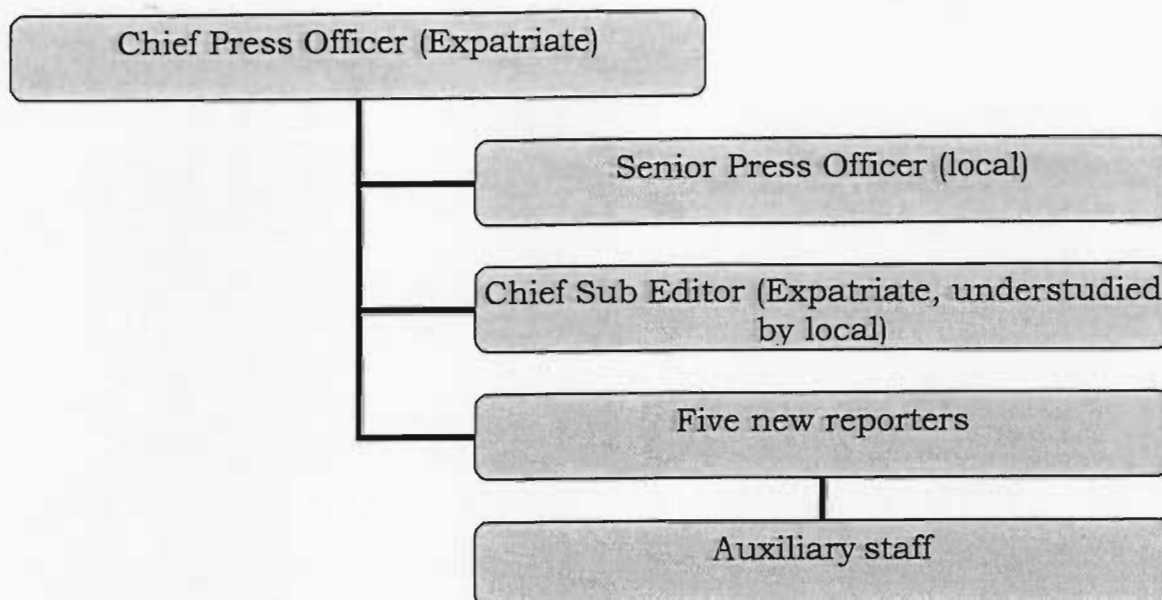 Chief Press Officer (Expatriate)
Senior Press Officer (local)
Chief Sub Editor (Expatriate, understudied
by local)
Five new reporters
Auxiliary staff